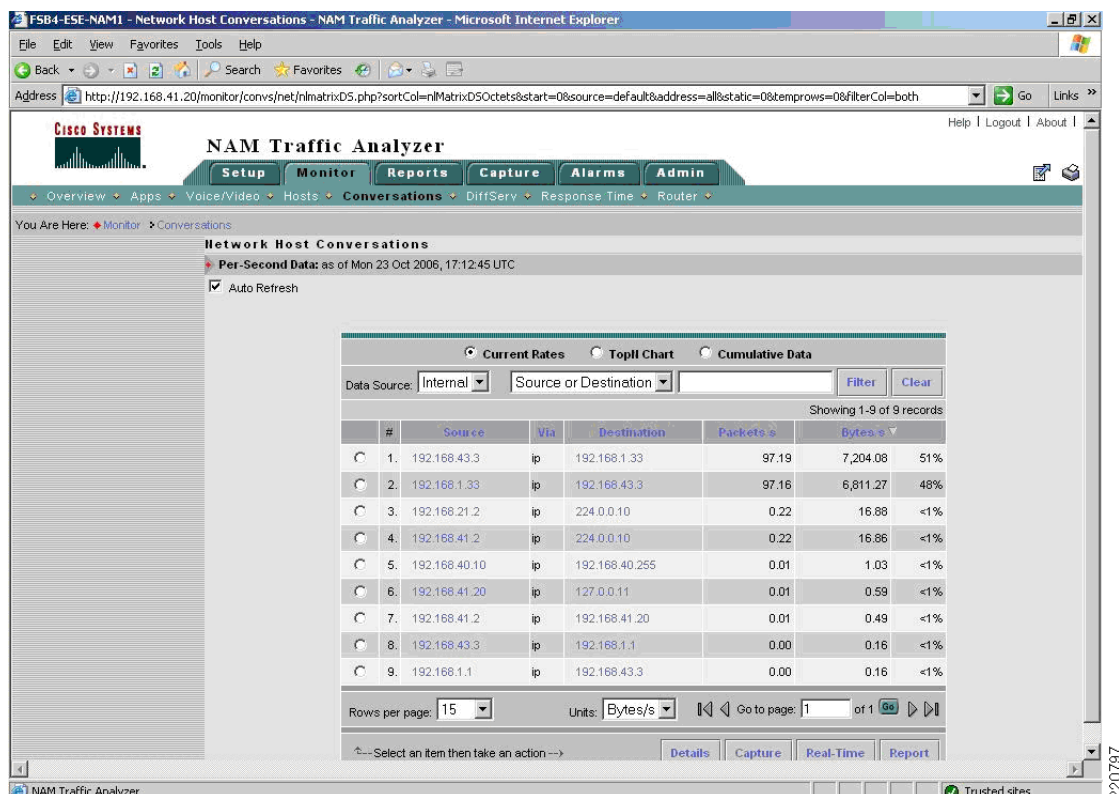 FSB4-ESE-NAM1 - Network Host Conversations - NAM Traffic Analyzer - Microsoft Internet Explorer
File Edit View Favorites Tools Help
Back Search Favorites
Address http://192.168.41.20/monitor/convs/net/nlmatrixDS.php?sortCol=nlMatrixDSOctets&start=0&source=default&address=all&static=0&temprows=0&filterCol=both Go Links »
Help | Logout | About |
CISCO SYSTEMS
NAM Traffic Analyzer
Setup Monitor Reports Capture Alarms Admin
Overview Apps Voice/Video Hosts Conversations DiffServ Response Time Router
You Are Here: Monitor Conversations
Network Host Conversations
Per-Second Data: as of Mon 23 Oct 2006, 17:12:45 UTC
Auto Refresh
Current Rates TopN Chart Cumulative Data
Data Source: Internal Source or Destination Filter Clear
Showing 1-9 of 9 records
# Source Via Destination Packets/s Bytes/s
1. 192.168.43.3 ip 192.168.1.33 97.19 7,204.08 51%
2. 192.168.1.33 ip 192.168.43.3 97.16 6,811.27 48%
3. 192.168.21.2 ip 224.0.0.10 0.22 16.88 <1%
4. 192.168.41.2 ip 224.0.0.10 0.22 16.86 <1%
5. 192.168.40.10 ip 192.168.40.255 0.01 1.03 <1%
6. 192.168.41.20 ip 127.0.0.11 0.01 0.59 <1%
7. 192.168.41.2 ip 192.168.41.20 0.01 0.49 <1%
8. 192.168.43.3 ip 192.168.1.1 0.00 0.16 <1%
9. 192.168.1.1 ip 192.168.43.3 0.00 0.16 <1%
Rows per page: 15 Units: Bytes/s Go to page: 1 of 1 Go
Select an item then take an action --> Details Capture Real-Time Report
NAM Traffic Analyzer Trusted sites
220797